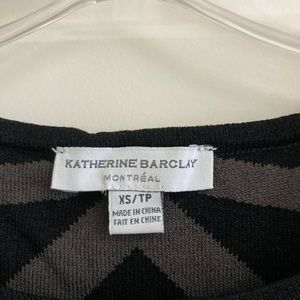 KATHERINE BARCLAY
MONTRÉAL
XS/TP
MADE IN CHINA
FAIT EN CHINE